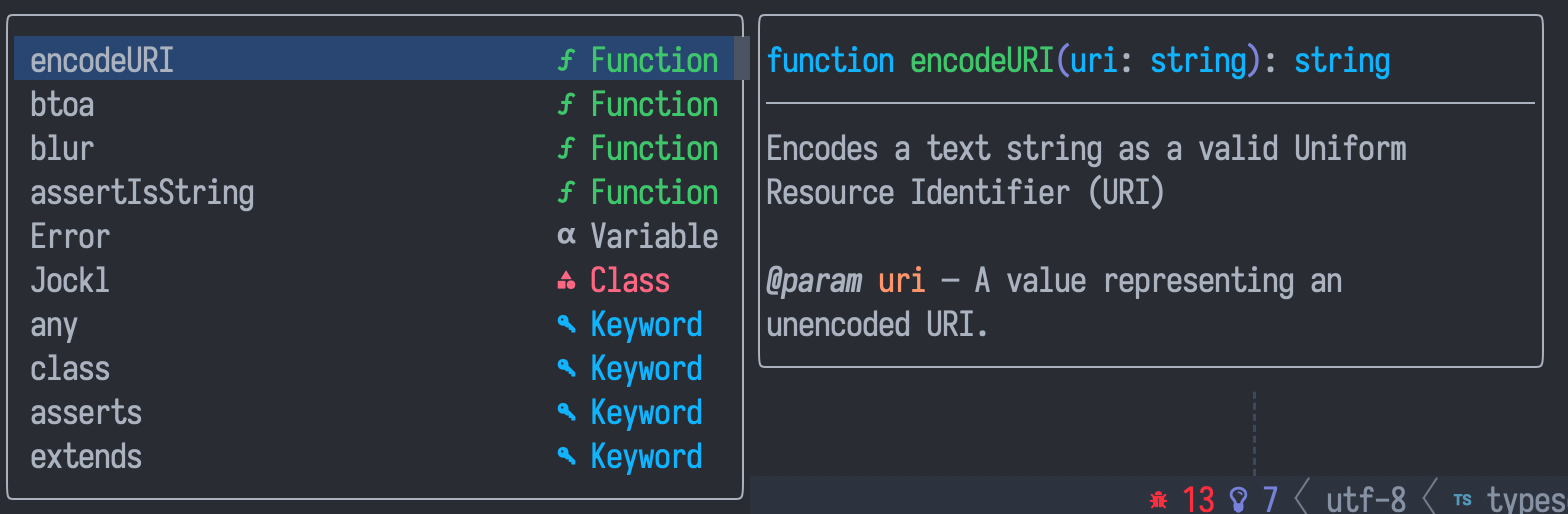 encodeURI ƒ Function
btoa ƒ Function
blur ƒ Function
assertIsString ƒ Function
Error α Variable
Jockl Class
any Keyword
class Keyword
asserts Keyword
extends Keyword
function encodeURI(uri: string): string
Encodes a text string as a valid Uniform
Resource Identifier (URI)
@param uri — A value representing an
unencoded URI.
13 7 utf-8 TS types